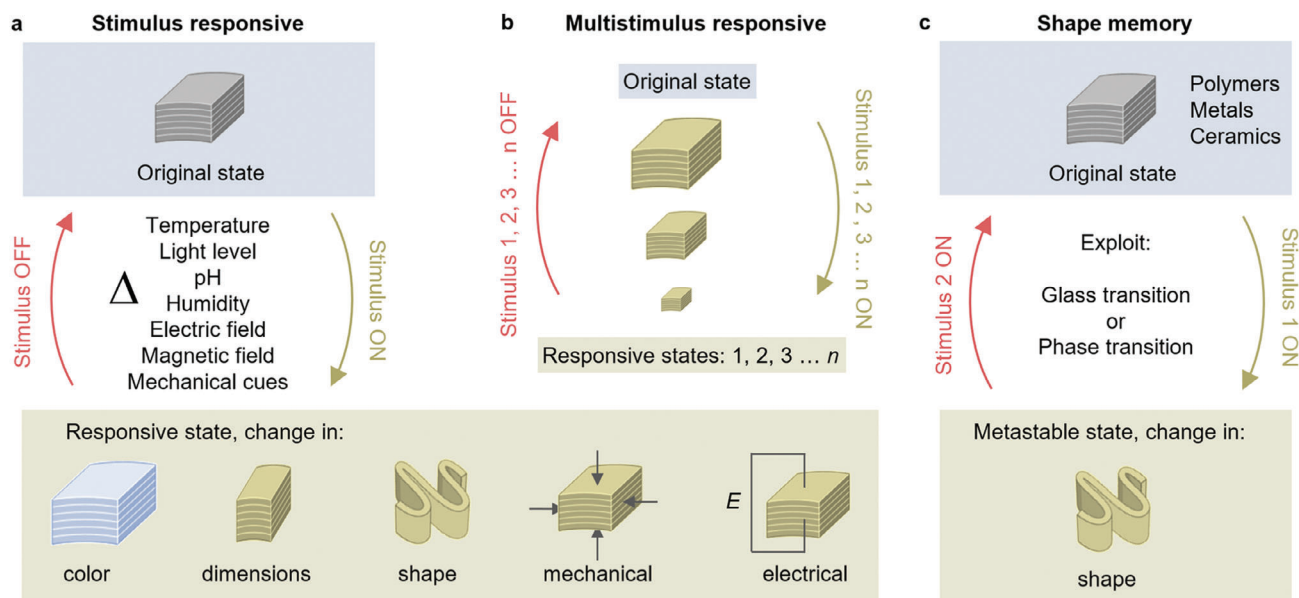 a
Stimulus responsive
Original state
Stimulus OFF
Δ
Temperature
Light level
pH
Humidity
Electric field
Magnetic field
Mechanical cues
Stimulus ON
b
Multistimulus responsive
Original state
Stimulus 1, 2, 3 ... n OFF
Stimulus 1, 2 , 3 ... n ON
Responsive states: 1, 2, 3 ... n
Responsive state, change in:
color
dimensions
shape
mechanical
E
electrical
c
Shape memory
Polymers
Metals
Ceramics
Original state
Stimulus 2 ON
Exploit:
Glass transition
or
Phase transition
Stimulus 1 ON
Metastable state, change in:
shape